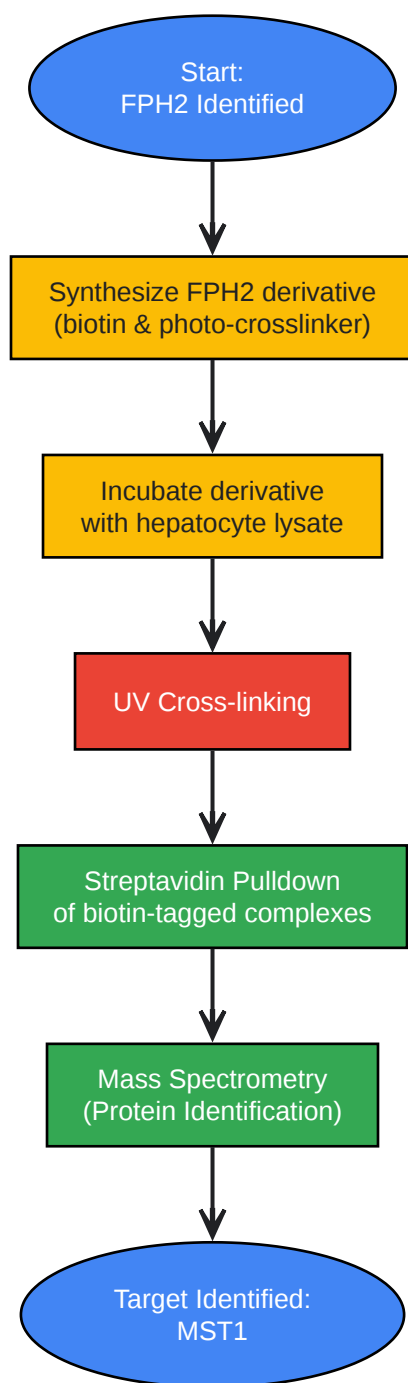 Start:
FPH2 Identified
Synthesize FPH2 derivative
(biotin & photo-crosslinker)
Incubate derivative
with hepatocyte lysate
UV Cross-linking
Streptavidin Pulldown
of biotin-tagged complexes
Mass Spectrometry
(Protein Identification)
Target Identified:
MST1